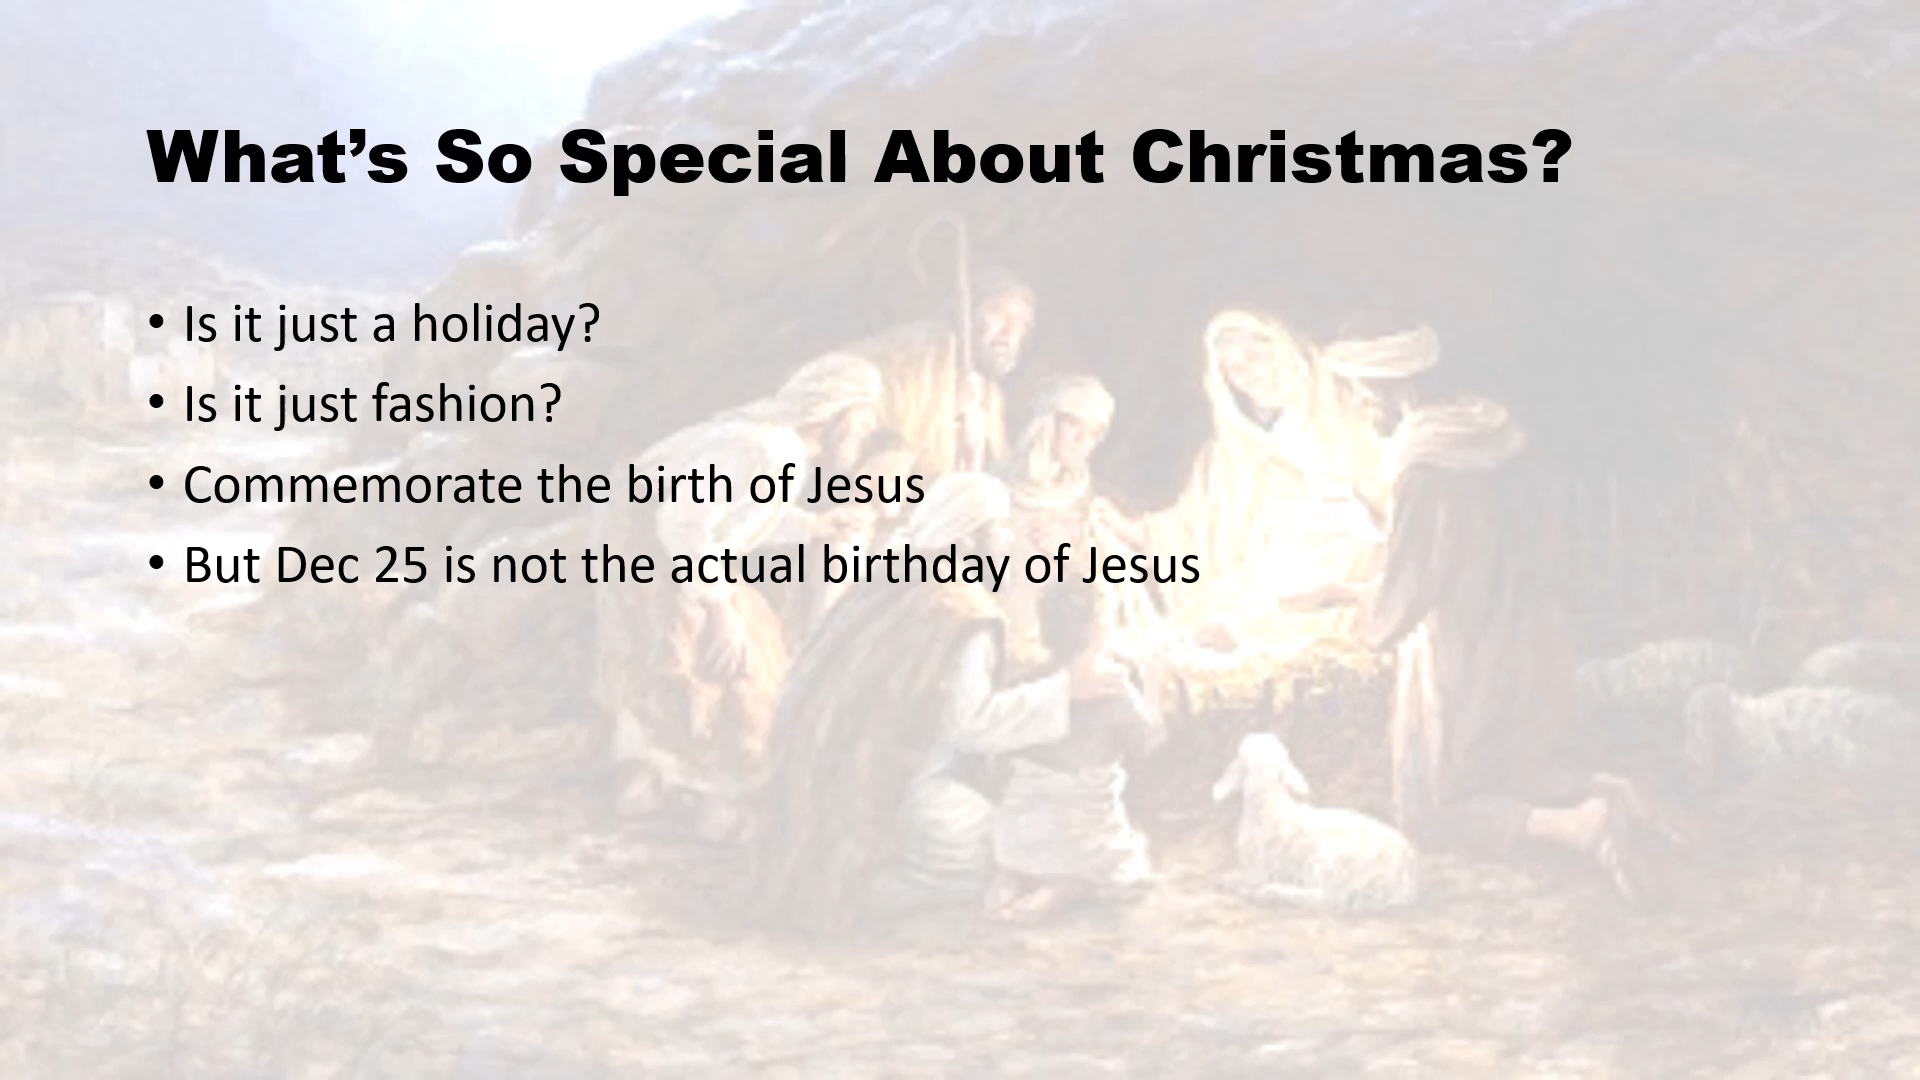 What’s So Special About Christmas?
• Is it just a holiday?
• Is it just fashion?
• Commemorate the birth of Jesus
• But Dec 25 is not the actual birthday of Jesus